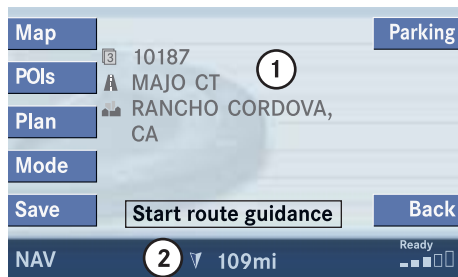 Map
Parking
POIs
3 10187
1
MAJO CT
Plan
RANCHO CORDOVA,
CA
Mode
Save
Start route guidance
Back
NAV
2
109mi
Ready